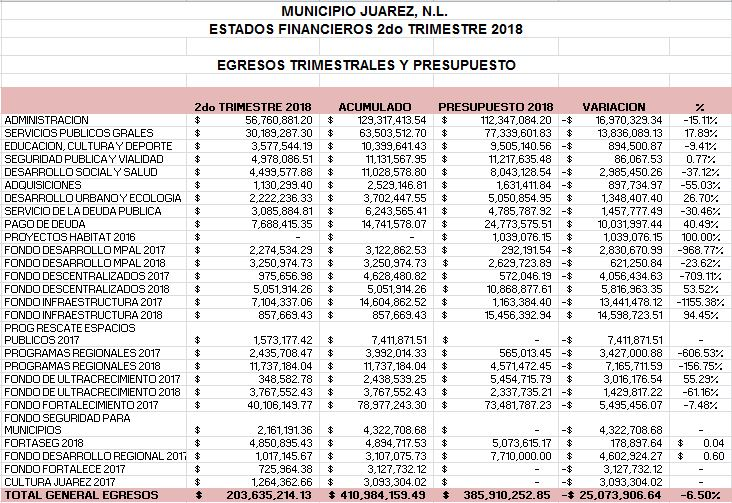 MUNICIPIO JUAREZ, N.L.
ESTADOS FINANCIEROS 2do TRIMESTRE 2018
EGRESOS TRIMESTRALES Y PRESUPUESTO
2do TRIMESTRE 2018 ACUMULADO PRESUPUESTO 2018 VARIACION %
ADMINISTRACION $ 56,760,881.20 $ 129,317,413.54 $ 112,347,084.20 -$ 16,970,329.34 -15.11%
SERVICIOS PUBLICOS GRALES $ 30,189,287.30 $ 63,503,512.70 $ 77,339,601.83 $ 13,836,089.13 17.89%
EDUCACION, CULTURA Y DEPORTE $ 3,577,544.19 $ 10,399,641.43 $ 9,505,140.56 -$ 894,500.87 -9.41%
SEGURIDAD PUBLICA Y VIALIDAD $ 4,978,086.51 $ 11,131,567.95 $ 11,217,635.48 $ 86,067.53 0.77%
DESARROLLO SOCIAL Y SALUD $ 4,499,577.88 $ 11,028,578.80 $ 8,043,128.54 -$ 2,985,450.26 -37.12%
ADQUISICIONES $ 1,130,299.40 $ 2,529,146.81 $ 1,631,411.84 -$ 897,734.97 -55.03%
DESARROLLO URBANO Y ECOLOGIA $ 2,222,236.33 $ 3,702,447.55 $ 5,050,854.95 $ 1,348,407.40 26.70%
SERVICIO DE LA DEUDA PUBLICA $ 3,085,884.81 $ 6,243,565.41 $ 4,785,787.92 -$ 1,457,777.49 -30.46%
PAGO DE DEUDA $ 7,688,415.35 $ 14,741,578.07 $ 24,773,575.51 $ 10,031,997.44 40.49%
PROYECTOS HABITAT 2016 $ - $ - $ 1,039,076.15 $ 1,039,076.15 100.00%
FONDO DESARROLLO MPAL 2017 $ 2,274,534.29 $ 3,122,862.53 $ 292,191.54 -$ 2,830,670.99 -968.77%
FONDO DESARROLLO MPAL 2018 $ 3,250,974.73 $ 3,250,974.73 $ 2,629,723.89 -$ 621,250.84 -23.62%
FONDO DESCENTRALIZADOS 2017 $ 975,656.98 $ 4,628,480.82 $ 572,046.19 -$ 4,056,434.63 -709.11%
FONDO DESCENTRALIZADOS 2018 $ 5,051,914.26 $ 5,051,914.26 $ 10,868,877.61 $ 5,816,963.35 53.52%
FONDO INFRAESTRUCTURA 2017 $ 7,104,337.06 $ 14,604,862.52 $ 1,163,384.40 -$ 13,441,478.12 -1155.38%
FONDO INFRAESTRUCTURA 2018 $ 857,669.43 $ 857,669.43 $ 15,456,392.94 $ 14,598,723.51 94.45%
PROG RESCATE ESPACIOS
PUBLICOS 2017 $ 1,573,177.42 $ 7,411,871.51 $ - -$ 7,411,871.51 -
PROGRAMAS REGIONALES 2017 $ 2,435,708.47 $ 3,992,014.33 $ 565,013.45 -$ 3,427,000.88 -606.53%
PROGRAMAS REGIONALES 2018 $ 11,737,184.04 $ 11,737,184.04 $ 4,571,472.45 -$ 7,165,711.59 -156.75%
FONDO DE ULTRACRECIMIENTO 2017 $ 348,582.78 $ 2,438,539.25 $ 5,454,715.79 $ 3,016,176.54 55.29%
FONDO DE ULTRACRECIMIENTO 2018 $ 3,767,552.43 $ 3,767,552.43 $ 2,337,735.21 -$ 1,429,817.22 -61.16%
FONDO FORTALECIMIENTO 2017 $ 40,106,149.77 $ 78,977,243.30 $ 73,481,787.23 -$ 5,495,456.07 -7.48%
FONDO SEGURIDAD PARA
MUNICIPIOS $ 2,161,191.36 $ 4,322,708.68 $ - -$ 4,322,708.68 -
FORTASEG 2018 $ 4,850,895.43 $ 4,894,717.53 $ 5,073,615.17 $ 178,897.64 $ 0.04
FONDO DESARROLLO REGIONAL 2017 $ 1,017,145.67 $ 3,107,075.73 $ 7,710,000.00 $ 4,602,924.27 $ 0.60
FONDO FORTALECE 2017 $ 725,964.38 $ 3,127,732.12 $ - -$ 3,127,732.12 -
CULTURA JUAREZ 2017 $ 1,264,362.66 $ 3,093,304.02 $ - -$ 3,093,304.02 -
TOTAL GENERAL EGRESOS $ 203,635,214.13 $ 410,984,159.49 $ 385,910,252.85 -$ 25,073,906.64 -6.50%